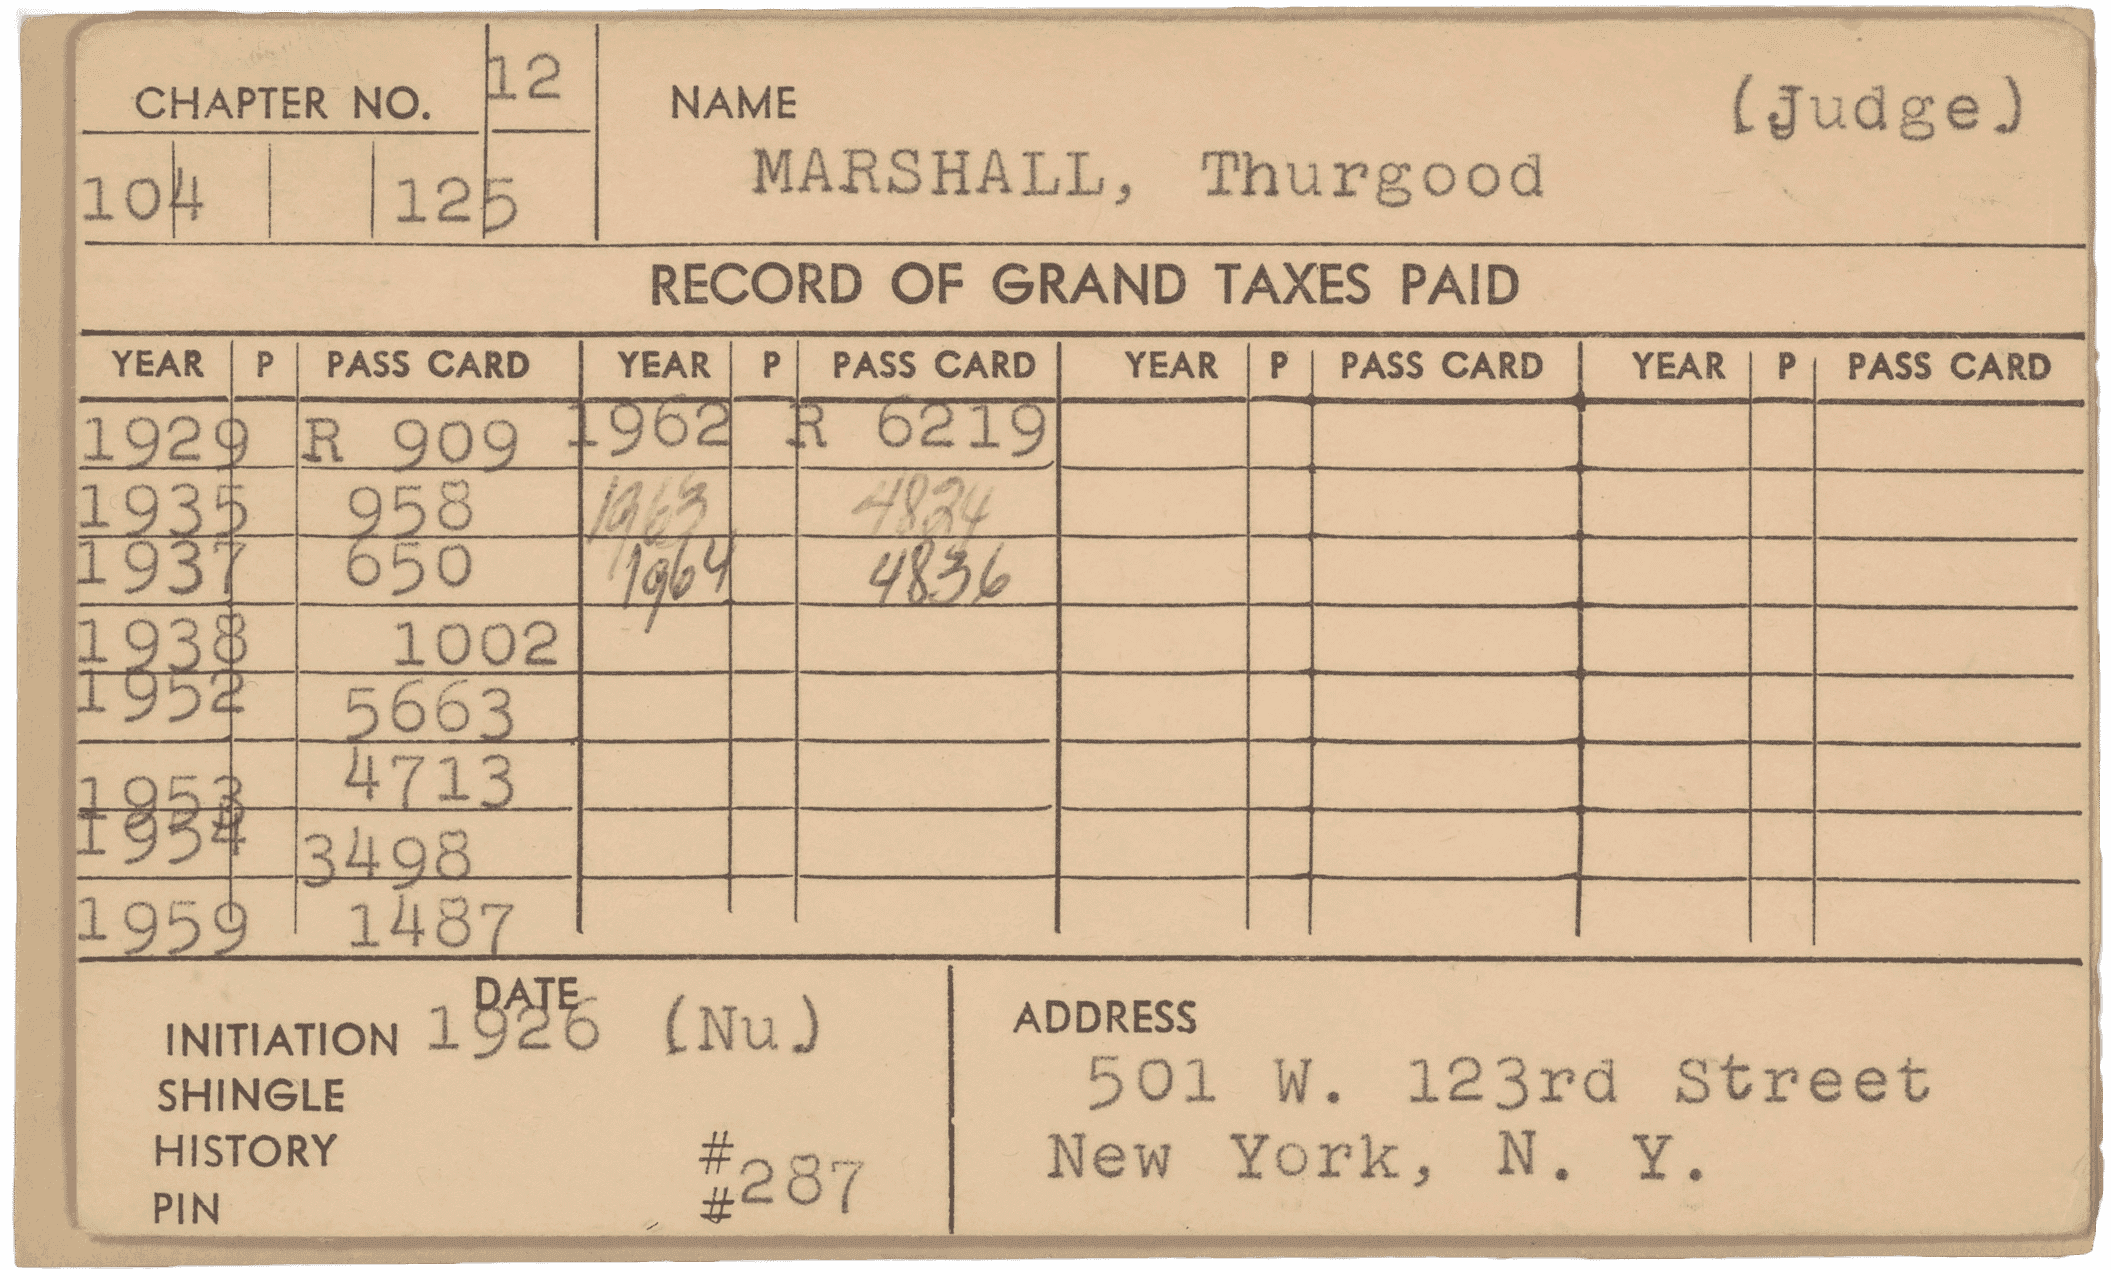 CHAPTER NO. 12 NAME (Judge)
104 125 MARSHALL, Thurgood
RECORD OF GRAND TAXES PAID
YEAR P PASS CARD YEAR P PASS CARD YEAR P PASS CARD YEAR P PASS CARD
1929 R 909 1962 R 6219
1935 958 1963 4824
1937 650 1964 4836
1938 1002
1952 5663
1953 4713
1954 3498
1959 1487
DATE
INITIATION 1926 (Nu)
SHINGLE
HISTORY #
PIN # 287
ADDRESS
501 W. 123rd Street
New York, N. Y.